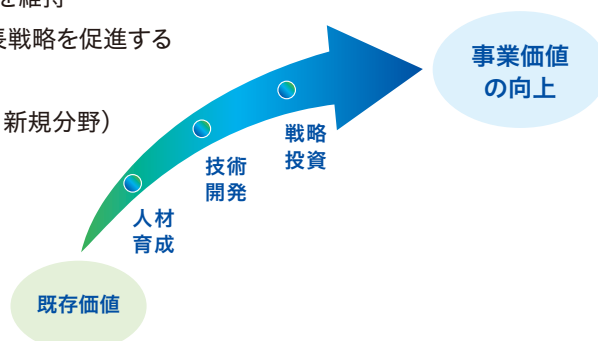 を維持
長戦略を促進する
新規分野）
事業価値
の向上
戦略
投資
技術
開発
人材
育成
既存価値